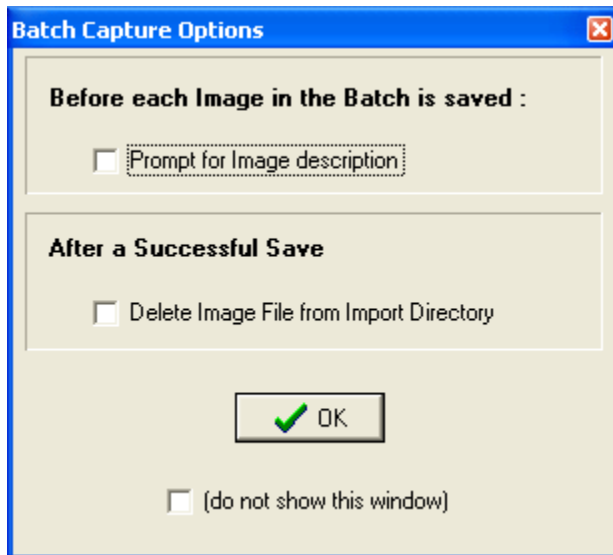 Batch Capture Options
Before each Image in the Batch is saved :
Prompt for Image description
After a Successful Save
Delete Image File from Import Directory
OK
(do not show this window)